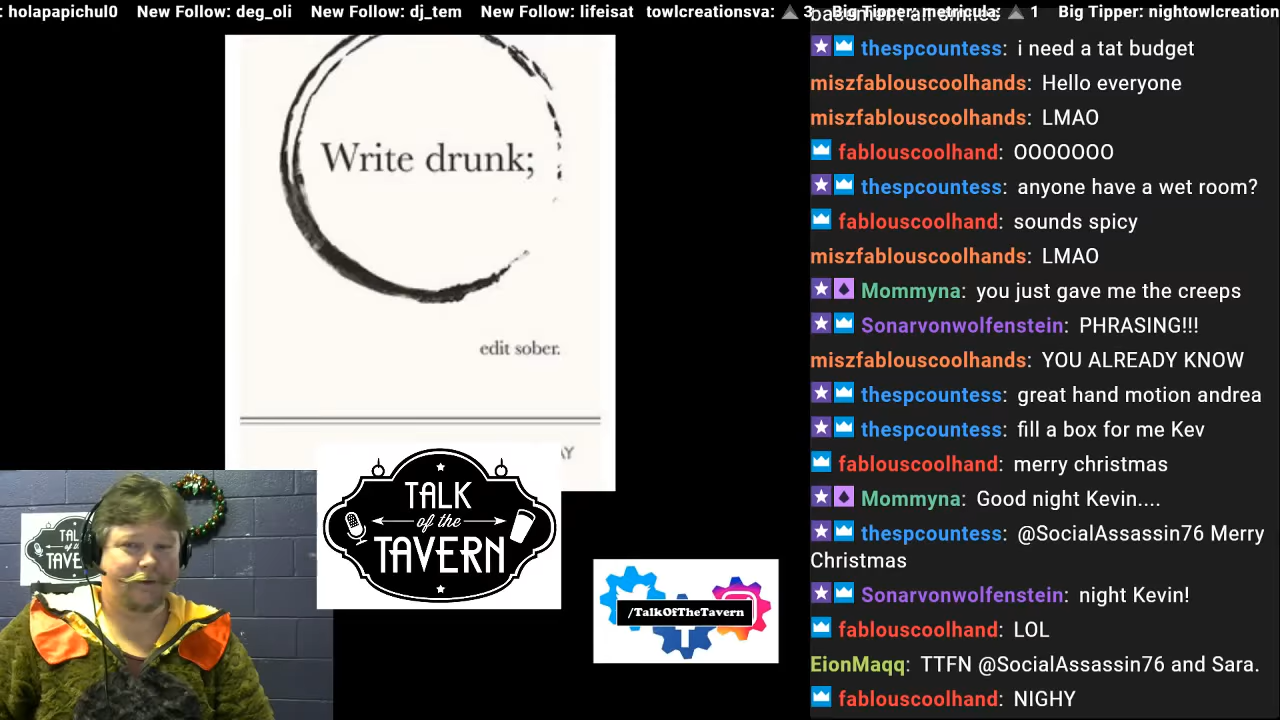 : holapapichul0 New Follow: deg_oli New Follow: dj_tem New Follow: lifeisat towlcreationsva: 3 Big Tipper: metricula: 1 Big Tipper: nightowlcreation
thespcountess: i need a tat budget
miszfablouscoolhands: Hello everyone
miszfablouscoolhands: LMAO
fablouscoolhand: OOOOOOO
thespcountess: anyone have a wet room?
fablouscoolhand: sounds spicy
miszfablouscoolhands: LMAO
Mommyna: you just gave me the creeps
Sonarvonwolfenstein: PHRASING!!!
miszfablouscoolhands: YOU ALREADY KNOW
thespcountess: great hand motion andrea
thespcountess: fill a box for me Kev
fablouscoolhand: merry christmas
Mommyna: Good night Kevin....
thespcountess: @SocialAssassin76 Merry
Christmas
Sonarvonwolfenstein: night Kevin!
fablouscoolhand: LOL
EionMaqq: TTFN @SocialAssassin76 and Sara.
fablouscoolhand: NIGHY
Write drunk;
edit sober.
AY
TALK
of the
TAVERN
/TalkOfTheTavern
TAL
of
TAVE